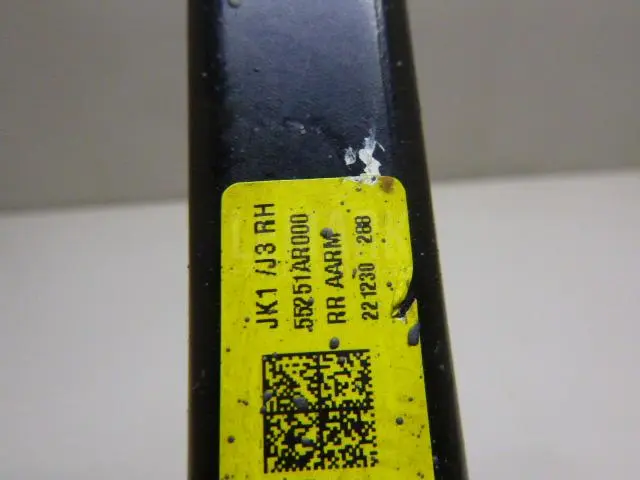 JK1 /J3 RH
55251AR000
RR AARM
221230 288